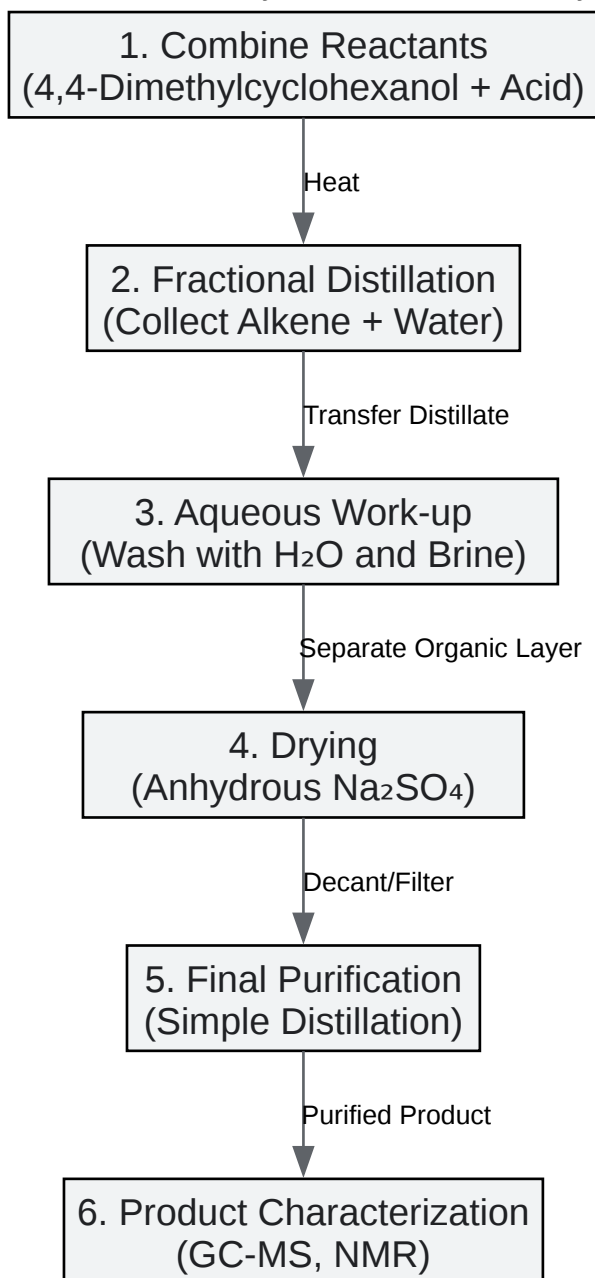 1. Combine Reactants
(4,4-Dimethylcyclohexanol + Acid)
Heat
2. Fractional Distillation
(Collect Alkene + Water)
Transfer Distillate
3. Aqueous Work-up
(Wash with H₂O and Brine)
Separate Organic Layer
4. Drying
(Anhydrous Na₂SO₄)
Decant/Filter
5. Final Purification
(Simple Distillation)
Purified Product
6. Product Characterization
(GC-MS, NMR)